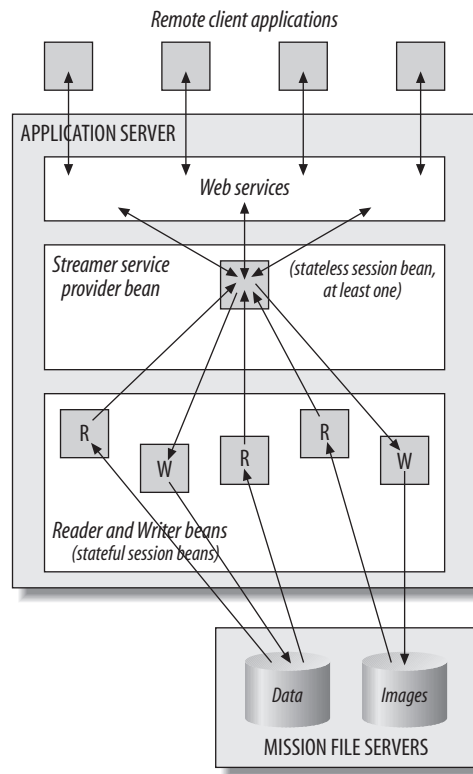 Remote client applications
APPLICATION SERVER
Web services
Streamer service
provider bean
(stateless session bean,
at least one)
R
W
R
R
W
Reader and Writer beans
(stateful session beans)
Data
Images
MISSION FILE SERVERS